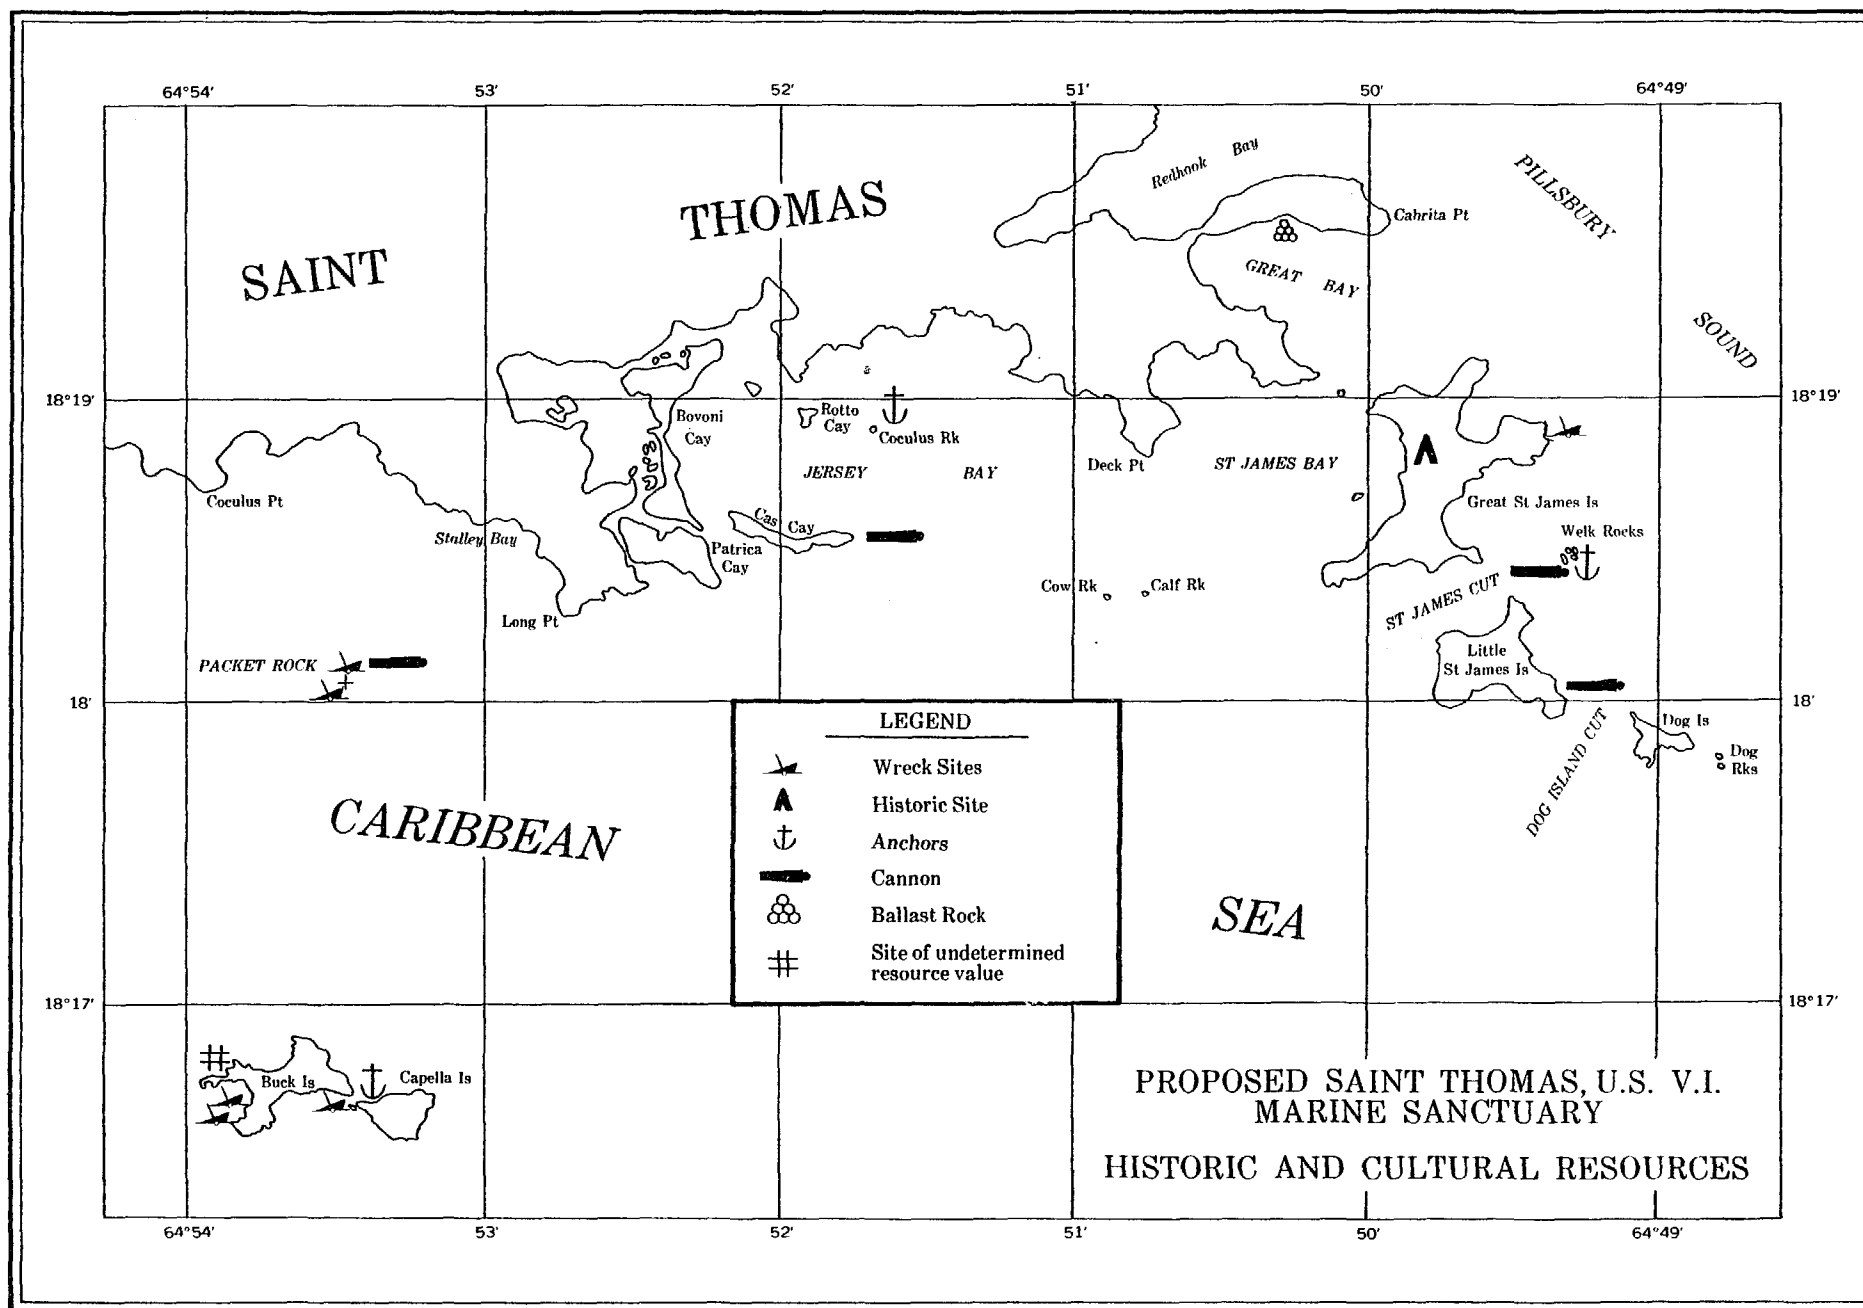 64°54'
53'
52'
51'
50'
64°49'
Redhook Bay
PILLSBURY
SOUND
Cabrita Pt
THOMAS
SAINT
GREAT BAY
18°19'
18°19'
Bovoni
Cay
Rotto
Cay
Coculus Rk
JERSEY BAY
Deck Pt
ST JAMES BAY
Coculus Pt
Great St James Is
Stalley Bay
Cas Cay
Welk Rocks
Patrica
Cay
Cow Rk
Calf Rk
ST JAMES CUT
Long Pt
Little
St James Is
PACKET ROCK
18'
18'
LEGEND
Wreck Sites
Historic Site
Anchors
Cannon
Ballast Rock
Site of undetermined
resource value
Dog Is
Dog
Rks
DOG ISLAND CUT
CARIBBEAN
SEA
18°17'
18°17'
Buck Is
Capella Is
PROPOSED SAINT THOMAS, U.S. V.I.
MARINE SANCTUARY
HISTORIC AND CULTURAL RESOURCES
64°54'
53'
52'
51'
50'
64°49'